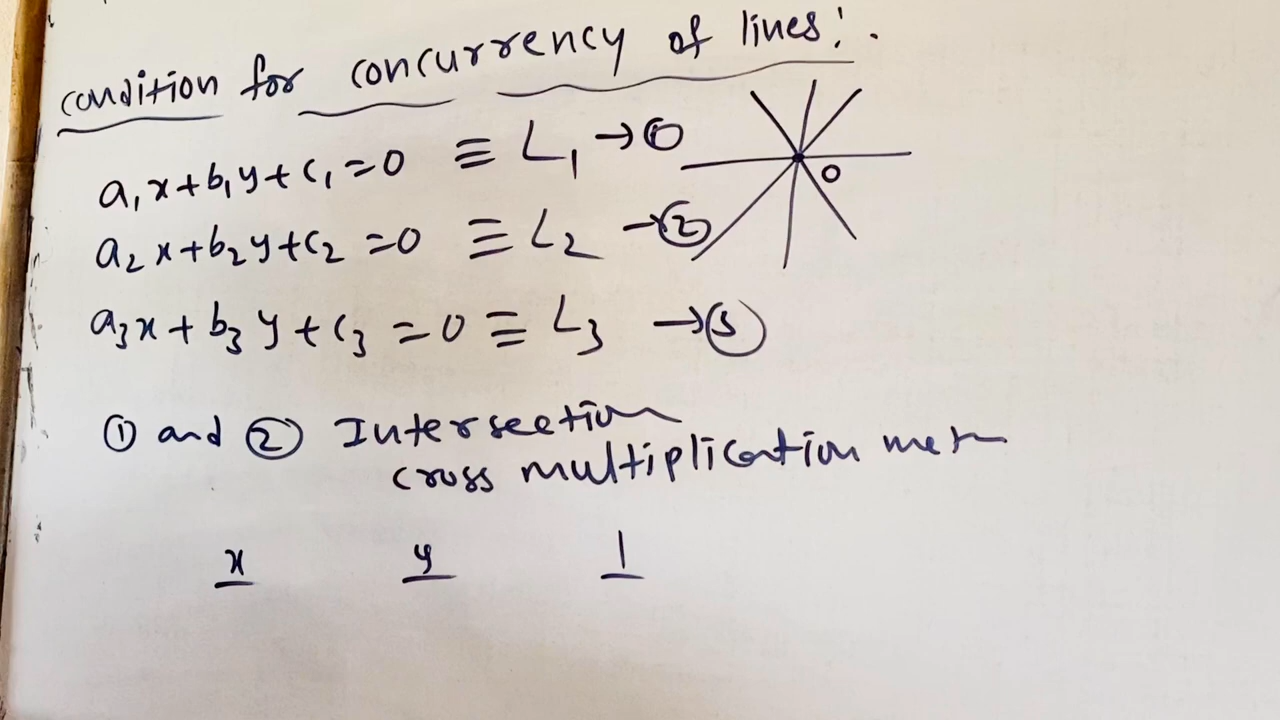 condition for concurrency of lines:.
a₁x+b₁y+c₁=0 ≡ L₁ →①
O
a₂x+b₂y+c₂=0 ≡ L₂ →②
a₃x+b₃y+c₃=0 ≡ L₃ →③
① and ② Intersection
cross multiplication meth
x y 1